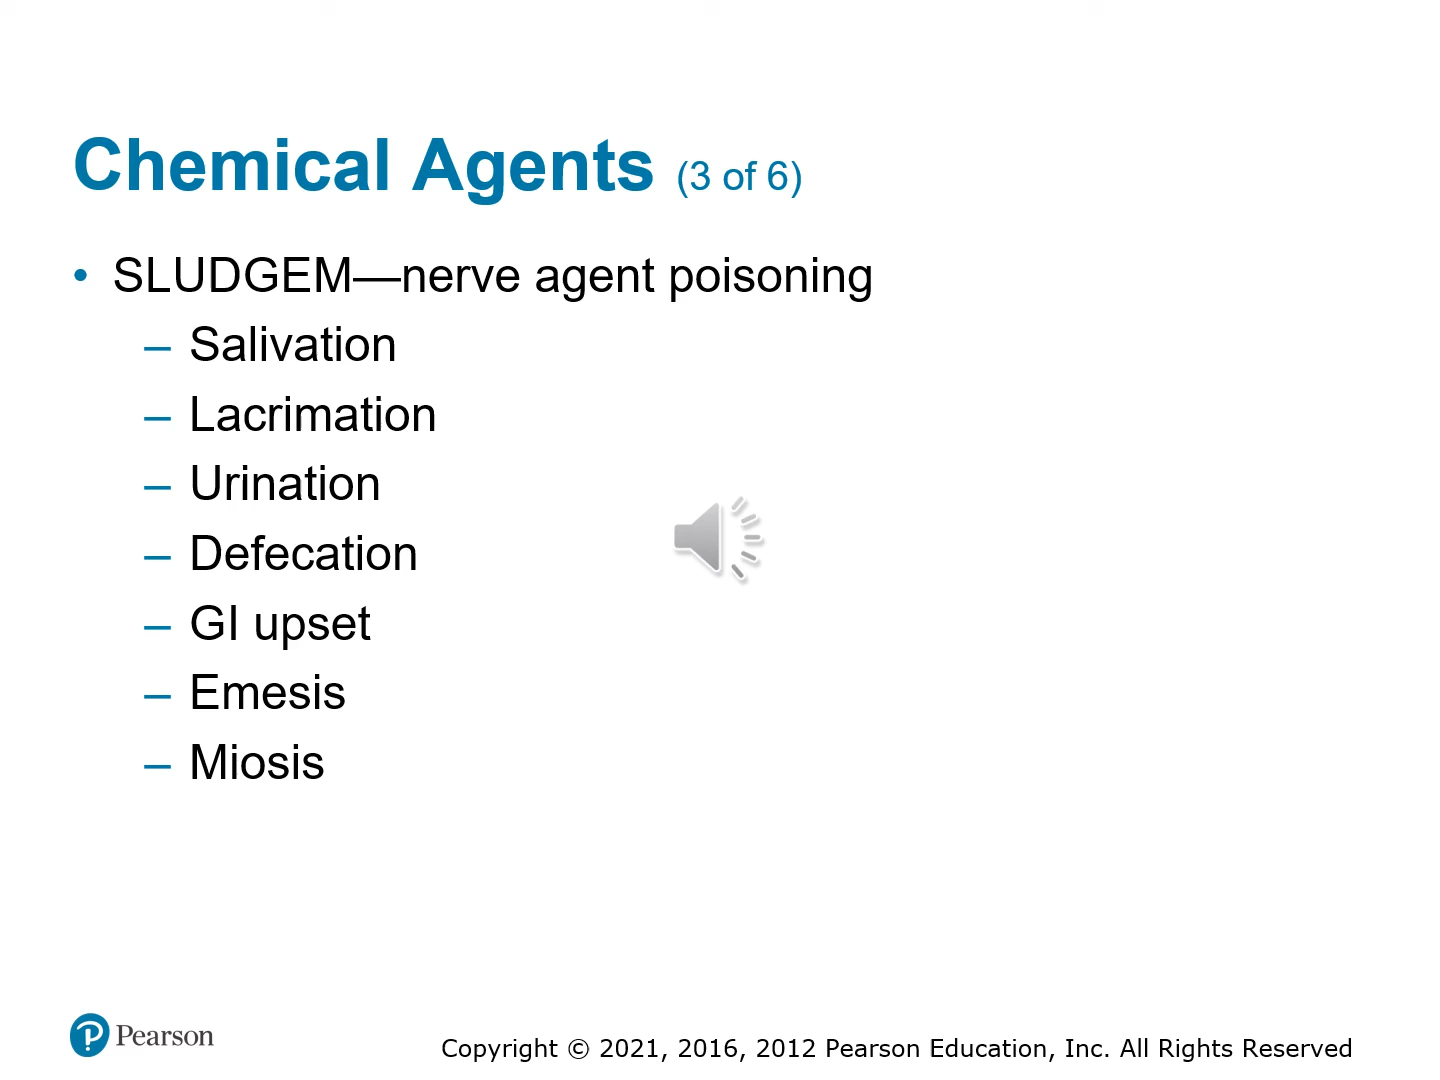 Chemical Agents (3 of 6)
• SLUDGEM—nerve agent poisoning
– Salivation
– Lacrimation
– Urination
– Defecation
– GI upset
– Emesis
– Miosis
Pearson
Copyright © 2021, 2016, 2012 Pearson Education, Inc. All Rights Reserved